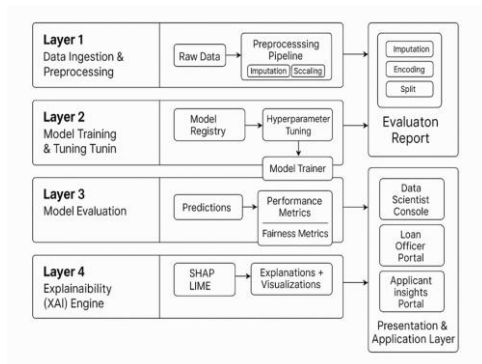 Layer 1
Data Ingestion &
Preprocessing
Raw Data
Preprocesssing
Pipeline
Imputation
Sccaling
Imputation
Encoding
Split
Evaluaton
Report
Layer 2
Model Training
& Tuning Tunin
Model
Registry
Hyperparameter
Tuning
Model Trainer
Layer 3
Model Evaluation
Predictions
Performance
Metrics
Fairness Metrics
Data
Scientist
Console
Loan
Officer
Portal
Applicant
insights
Portal
Presentation &
Application Layer
Layer 4
Explainaibility
(XAI) Engine
SHAP
LIME
Explanations +
Visualizations